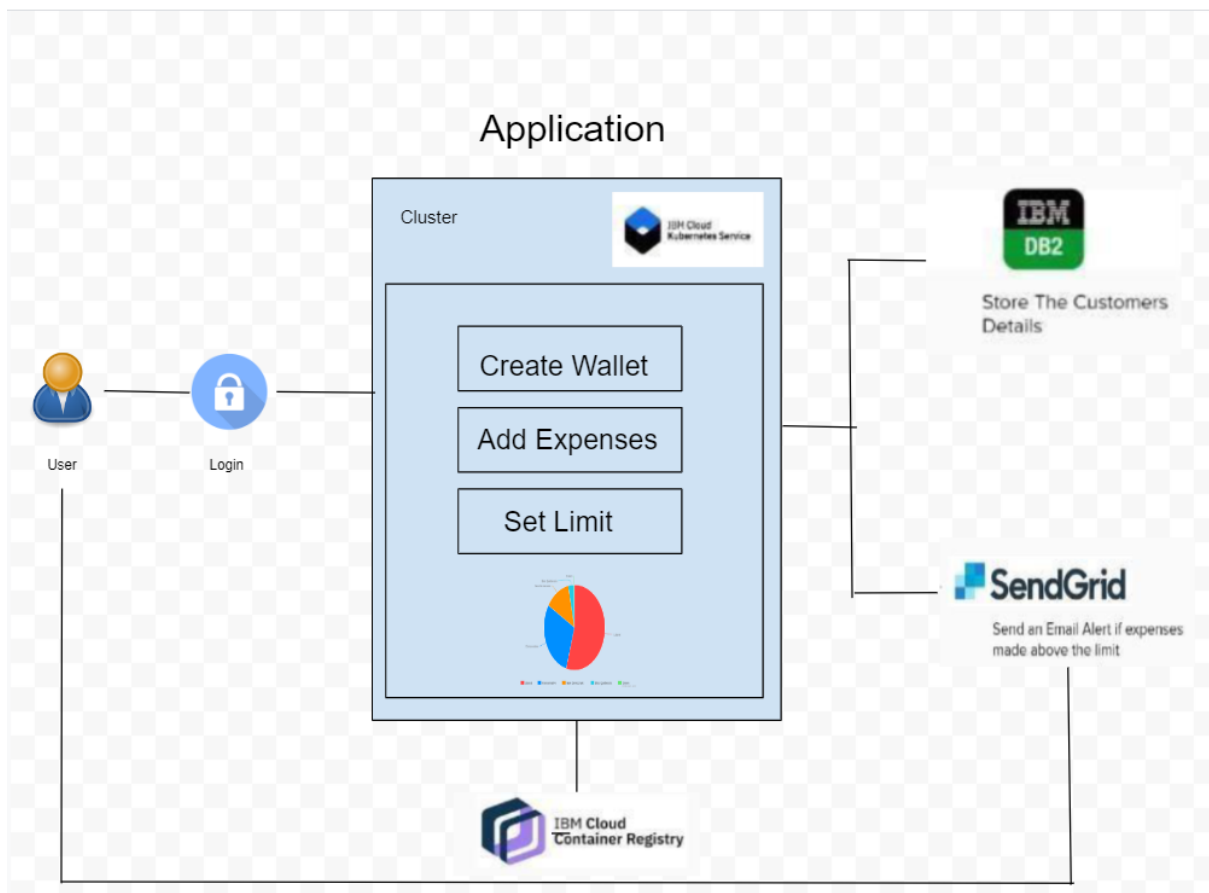 Application
Cluster
IBM Cloud
Kubernetes Service
IBM
DB2
Store The Customers
Details
Create Wallet
Add Expenses
Set Limit
User
Login
SendGrid
Send an Email Alert if expenses
made above the limit
IBM Cloud
Container Registry